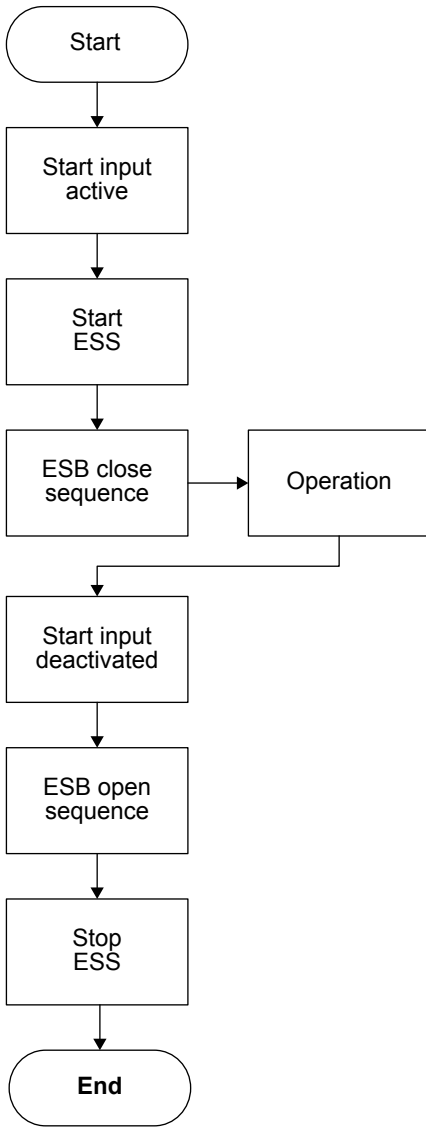 Start
Start input
active
Start
ESS
ESB close
sequence
Operation
Start input
deactivated
ESB open
sequence
Stop
ESS
End